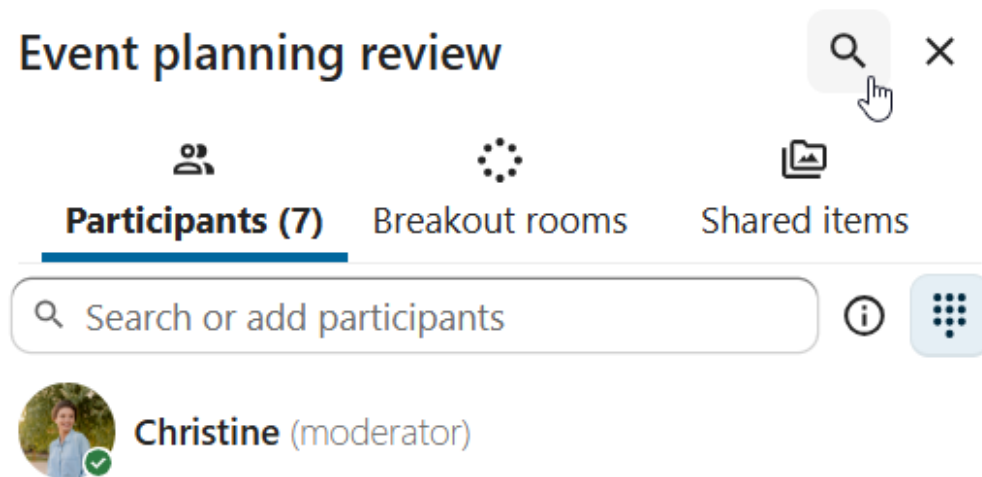 Event planning review
Participants (7) Breakout rooms Shared items
Search or add participants
Christine (moderator)